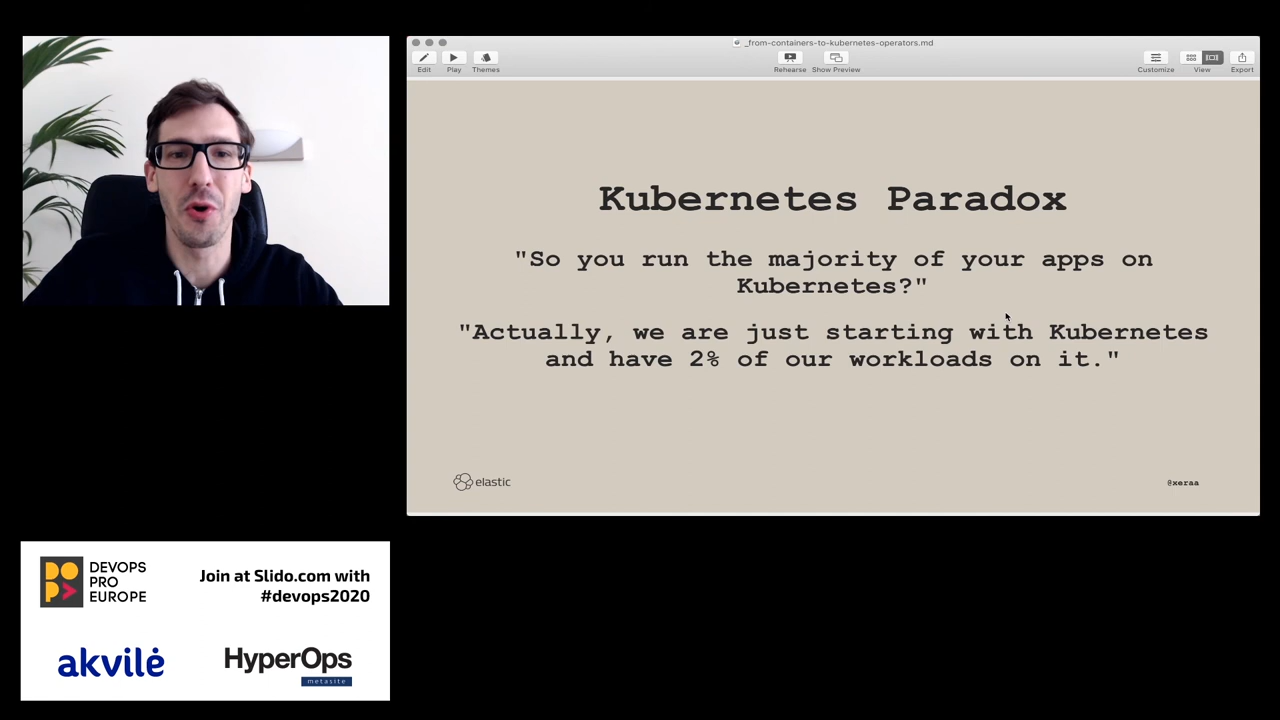 _from-containers-to-kubernetes-operators.md
Edit
Play
Themes
Rehearse
Show Preview
Customize
View
Export
Kubernetes Paradox
"So you run the majority of your apps on
Kubernetes?"
"Actually, we are just starting with Kubernetes
and have 2% of our workloads on it."
elastic
@xeraa
DEVOPS
PRO
EUROPE
Join at Slido.com with
#devops2020
akvilė
HyperOps
metasite